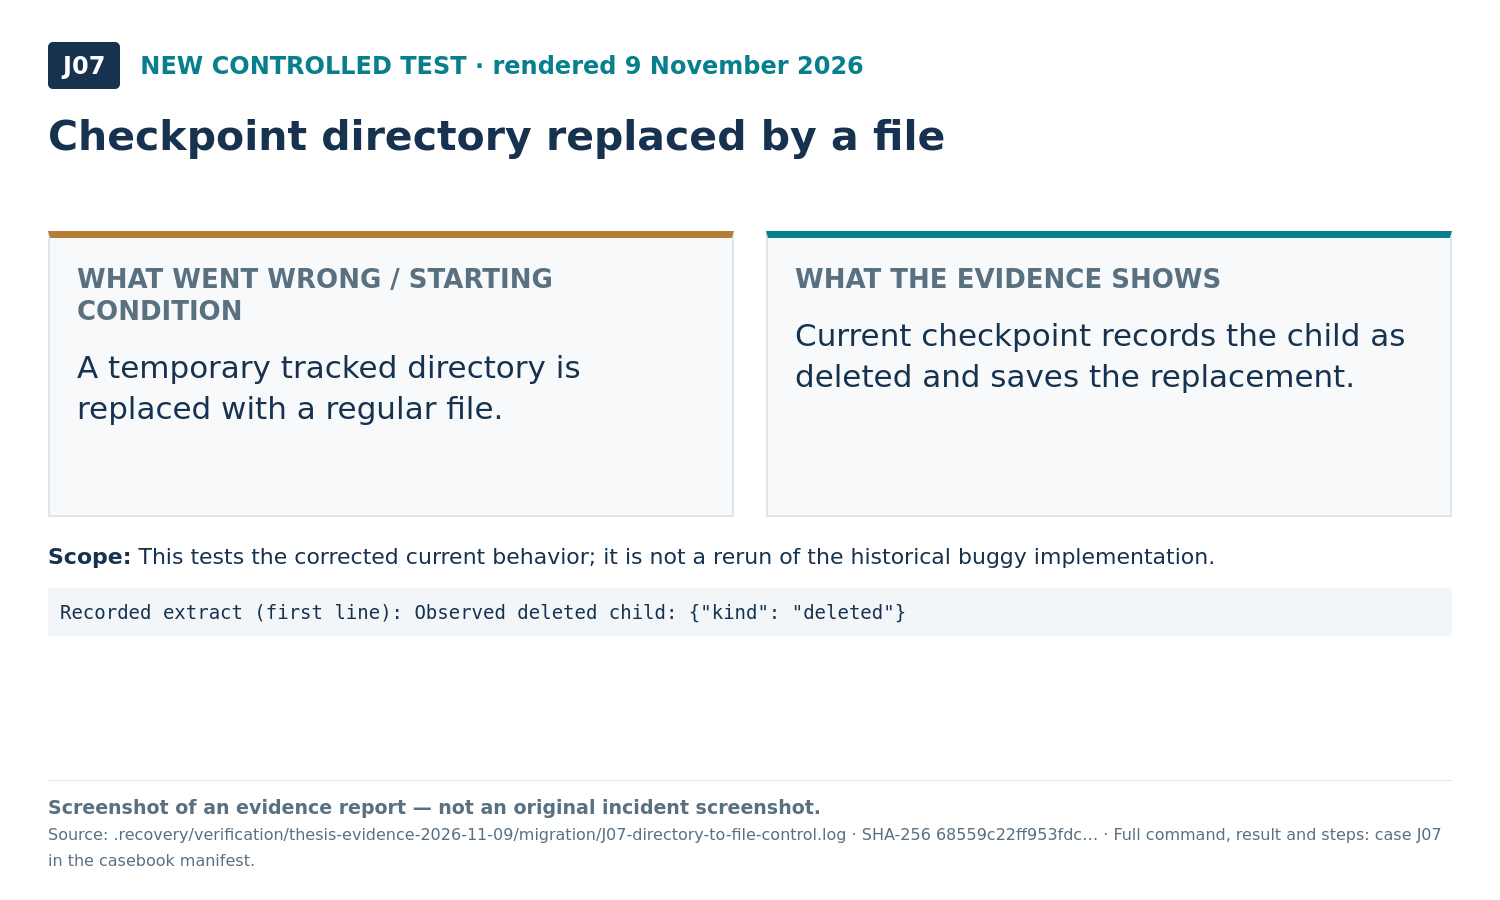 J07 NEW CONTROLLED TEST · rendered 9 November 2026
Checkpoint directory replaced by a file
WHAT WENT WRONG / STARTING
CONDITION
A temporary tracked directory is
replaced with a regular file.
WHAT THE EVIDENCE SHOWS
Current checkpoint records the child as
deleted and saves the replacement.
Scope: This tests the corrected current behavior; it is not a rerun of the historical buggy implementation.
Recorded extract (first line): Observed deleted child: {"kind": "deleted"}
Screenshot of an evidence report — not an original incident screenshot.
Source: .recovery/verification/thesis-evidence-2026-11-09/migration/J07-directory-to-file-control.log · SHA-256 68559c22ff953fdc… · Full command, result and steps: case J07
in the casebook manifest.